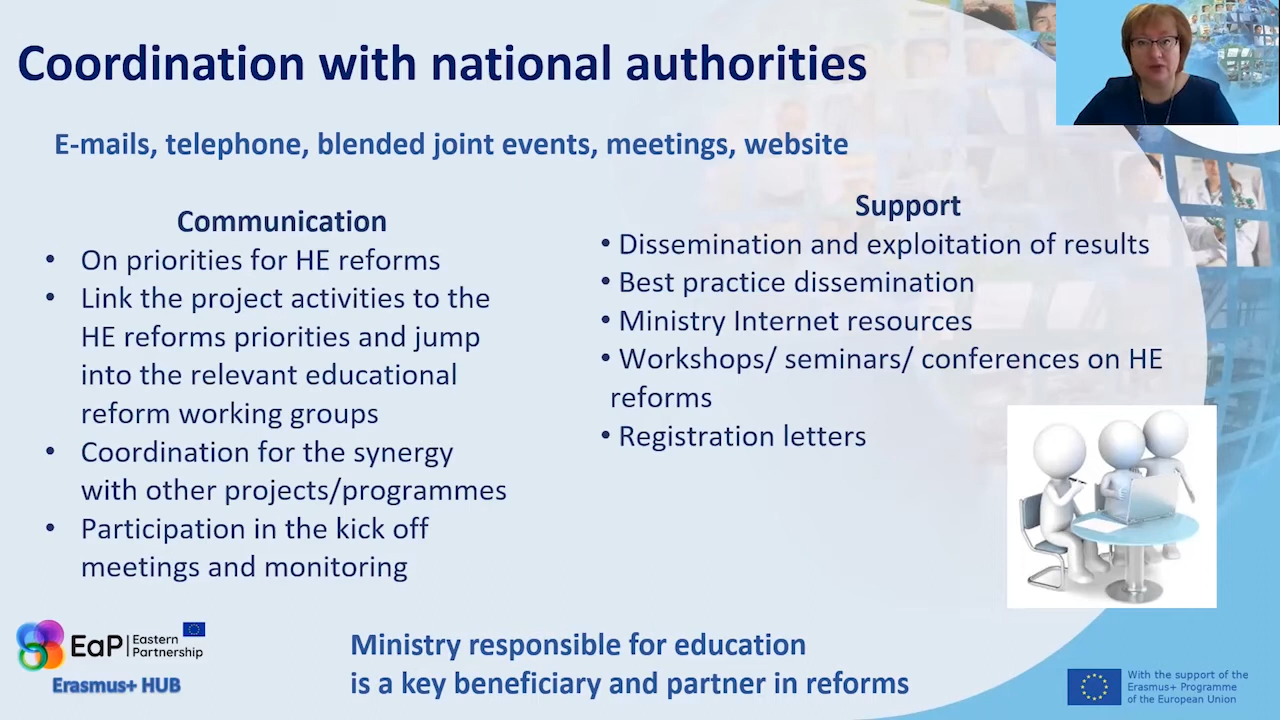 Coordination with national authorities
E-mails, telephone, blended joint events, meetings, website
Communication
• On priorities for HE reforms
• Link the project activities to the
HE reforms priorities and jump
into the relevant educational
reform working groups
• Coordination for the synergy
with other projects/programmes
• Participation in the kick off
meetings and monitoring
Support
• Dissemination and exploitation of results
• Best practice dissemination
• Ministry Internet resources
• Workshops/ seminars/ conferences on HE
reforms
• Registration letters
EaP Eastern
Partnership
Erasmus+ HUB
Ministry responsible for education
is a key beneficiary and partner in reforms
With the support of the
Erasmus+ Programme
of the European Union